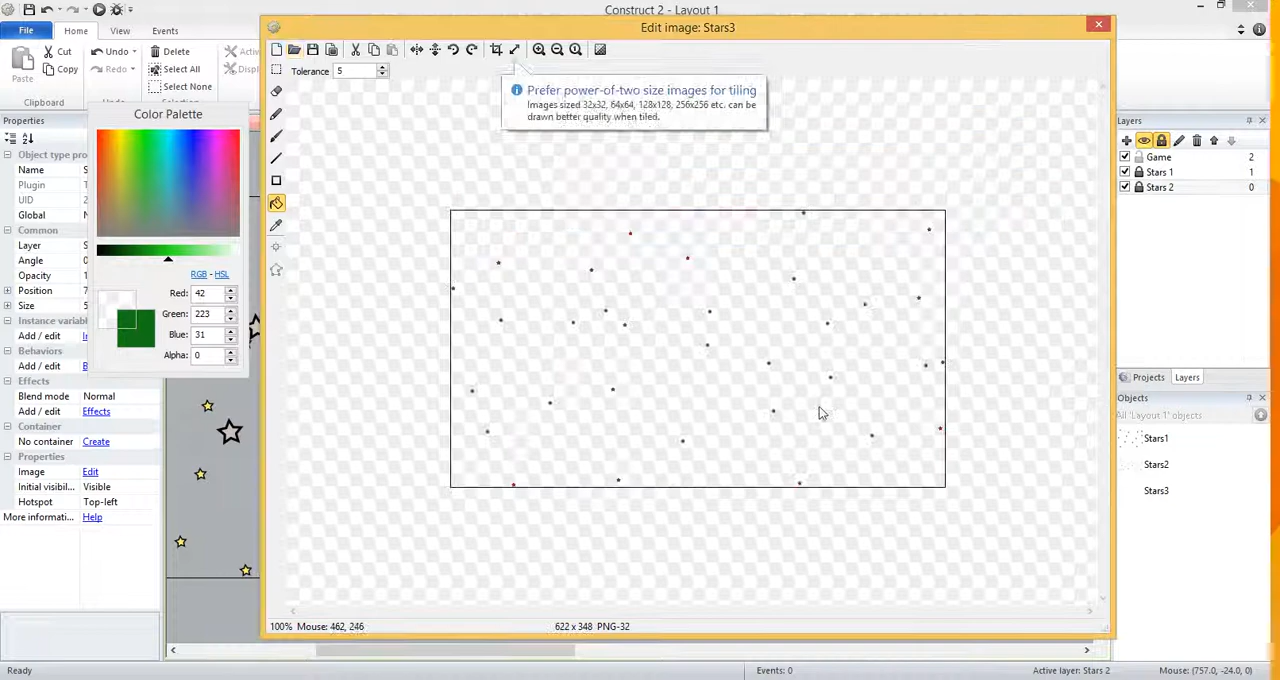 Construct 2 - Layout 1
File
Home
View
Events
Cut
Copy
Paste
Clipboard
Undo
Redo
Delete
Select All
Select None
Edit image: Stars3
Tolerance
5
Prefer power-of-two size images for tiling
Images sized 32x32, 64x64, 128x128, 256x256 etc. can be
drawn better quality when tiled.
Color Palette
RGB - HSL
Red: 42
Green: 223
Blue: 31
Alpha: 0
Properties
Object type pro
Name
Plugin
UID
Global
Common
Layer
Angle
Opacity
Position
Size
Instance variab
Add / edit
Behaviors
Add / edit
Effects
Blend mode Normal
Add / edit Effects
Container
No container Create
Properties
Image Edit
Initial visibil... Visible
Hotspot Top-left
More informati... Help
100% Mouse: 462, 246
622 x 348 PNG-32
Layers
Game 2
Stars 1 1
Stars 2 0
Projects Layers
Objects
All 'Layout 1' objects
Stars1
Stars2
Stars3
Ready
Events: 0
Active layer: Stars 2
Mouse: (757.0, -24.0, 0)